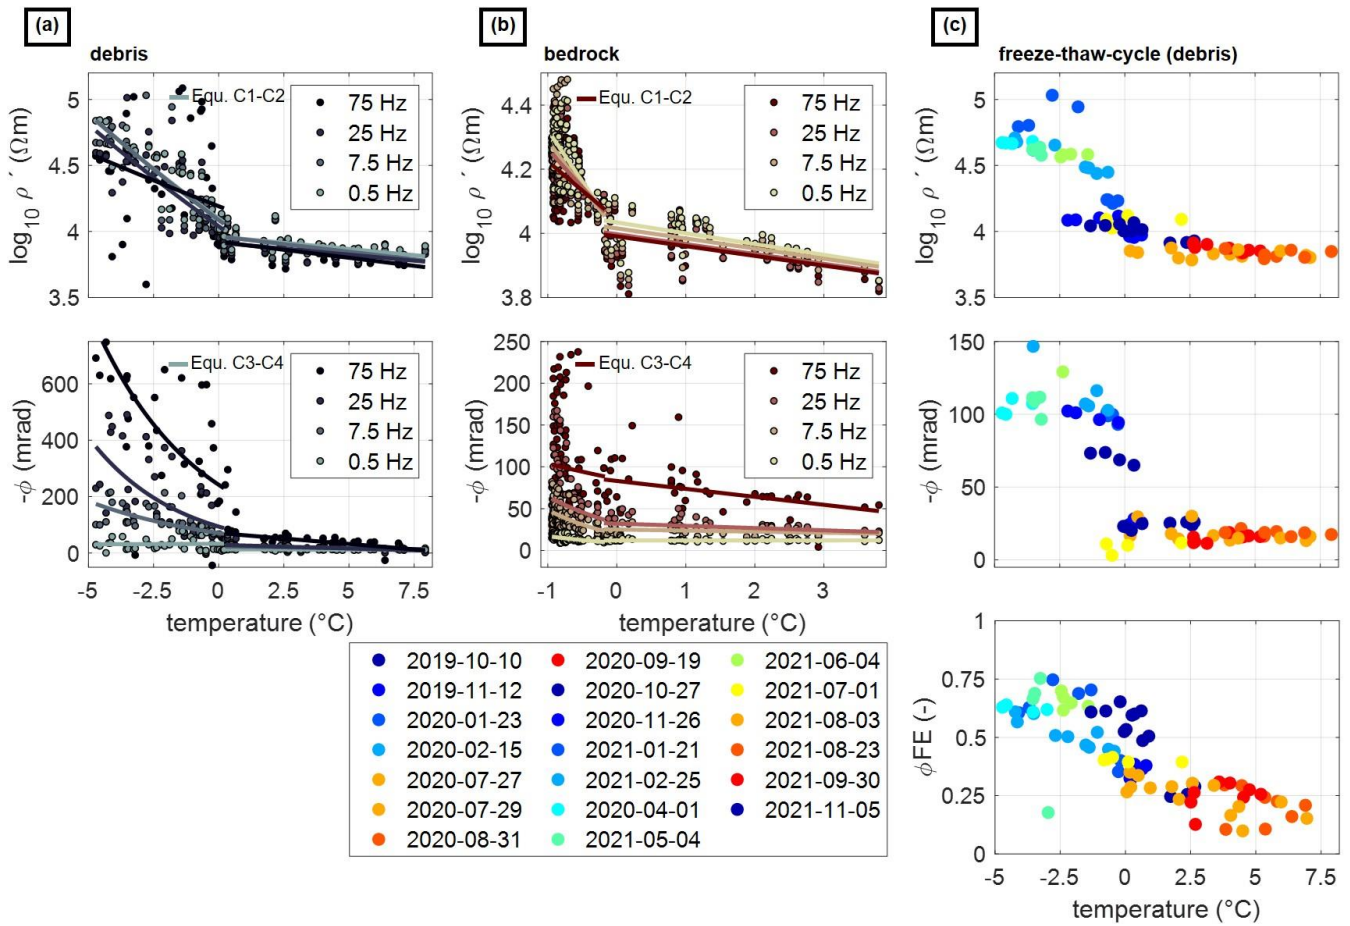 (a)
debris
log10 ρ´ (Ωm)
5
4.5
4
3.5
Equ. C1-C2
75 Hz
25 Hz
7.5 Hz
0.5 Hz
-ϕ (mrad)
600
400
200
0
Equ. C3-C4
75 Hz
25 Hz
7.5 Hz
0.5 Hz
-5 -2.5 0 2.5 5 7.5
temperature (°C)
(b)
bedrock
log10 ρ´ (Ωm)
4.4
4.2
4
3.8
Equ. C1-C2
75 Hz
25 Hz
7.5 Hz
0.5 Hz
-ϕ (mrad)
250
200
150
100
50
0
Equ. C3-C4
75 Hz
25 Hz
7.5 Hz
0.5 Hz
-1 0 1 2 3
temperature (°C)
(c)
freeze-thaw-cycle (debris)
log10 ρ´ (Ωm)
5
4.5
4
3.5
-ϕ (mrad)
150
100
50
0
ϕFE (-)
1
0.75
0.5
0.25
0
-5 -2.5 0 2.5 5 7.5
temperature (°C)
2019-10-10
2019-11-12
2020-01-23
2020-02-15
2020-07-27
2020-07-29
2020-08-31
2020-09-19
2020-10-27
2020-11-26
2021-01-21
2021-02-25
2020-04-01
2021-05-04
2021-06-04
2021-07-01
2021-08-03
2021-08-23
2021-09-30
2021-11-05